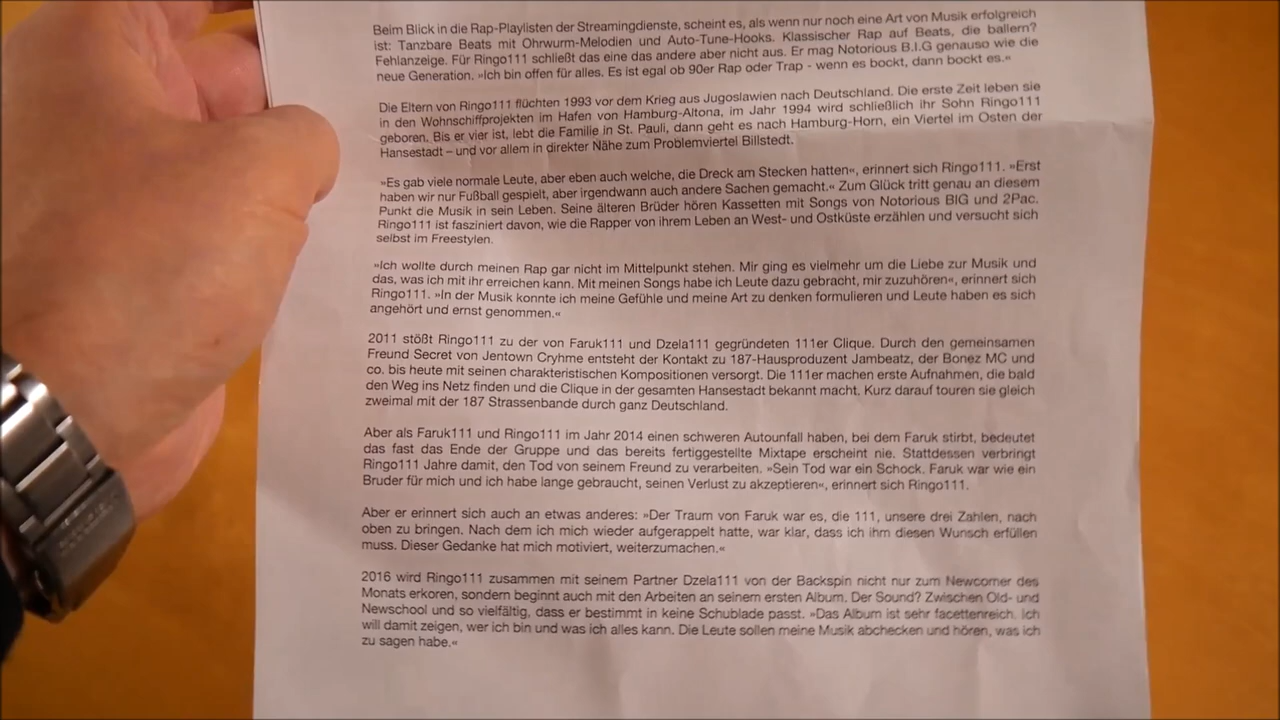 Beim Blick in die Rap-Playlisten der Streamingdienste, scheint es, als wenn nur noch eine Art von Musik erfolgreich
ist: Tanzbare Beats mit Ohrwurm-Melodien und Auto-Tune-Hooks. Klassischer Rap auf Beats, die ballern?
Fehlanzeige. Für Ringo111 schließt das eine das andere aber nicht aus. Er mag Notorious B.I.G genauso wie die
neue Generation. »Ich bin offen für alles. Es ist egal ob 90er Rap oder Trap - wenn es bockt, dann bockt es.«
Die Eltern von Ringo111 flüchten 1993 vor dem Krieg aus Jugoslawien nach Deutschland. Die erste Zeit leben sie
in den Wohnschiffprojekten im Hafen von Hamburg-Altona, im Jahr 1994 wird schließlich ihr Sohn Ringo111
geboren. Bis er vier ist, lebt die Familie in St. Pauli, dann geht es nach Hamburg-Horn, ein Viertel im Osten der
Hansestadt – und vor allem in direkter Nähe zum Problemviertel Billstedt.
»Es gab viele normale Leute, aber eben auch welche, die Dreck am Stecken hatten«, erinnert sich Ringo111. »Erst
haben wir nur Fußball gespielt, aber irgendwann auch andere Sachen gemacht.« Zum Glück tritt genau an diesem
Punkt die Musik in sein Leben. Seine älteren Brüder hören Kassetten mit Songs von Notorious BIG und 2Pac.
Ringo111 ist fasziniert davon, wie die Rapper von ihrem Leben an West- und Ostküste erzählen und versucht sich
selbst im Freestylen.
»Ich wollte durch meinen Rap gar nicht im Mittelpunkt stehen. Mir ging es vielmehr um die Liebe zur Musik und
das, was ich mit ihr erreichen kann. Mit meinen Songs habe ich Leute dazu gebracht, mir zuzuhören«, erinnert sich
Ringo111. »In der Musik konnte ich meine Gefühle und meine Art zu denken formulieren und Leute haben es sich
angehört und ernst genommen.«
2011 stößt Ringo111 zu der von Faruk111 und Dzela111 gegründeten 111er Clique. Durch den gemeinsamen
Freund Secret von Jentown Cryhme entsteht der Kontakt zu 187-Hausproduzent Jambeatz, der Bonez MC und
co. bis heute mit seinen charakteristischen Kompositionen versorgt. Die 111er machen erste Aufnahmen, die bald
den Weg ins Netz finden und die Clique in der gesamten Hansestadt bekannt macht. Kurz darauf touren sie gleich
zweimal mit der 187 Strassenbande durch ganz Deutschland.
Aber als Faruk111 und Ringo111 im Jahr 2014 einen schweren Autounfall haben, bei dem Faruk stirbt, bedeutet
das fast das Ende der Gruppe und das bereits fertiggestellte Mixtape erscheint nie. Stattdessen verbringt
Ringo111 Jahre damit, den Tod von seinem Freund zu verarbeiten. »Sein Tod war ein Schock. Faruk war wie ein
Bruder für mich und ich habe lange gebraucht, seinen Verlust zu akzeptieren«, erinnert sich Ringo111.
Aber er erinnert sich auch an etwas anderes: »Der Traum von Faruk war es, die 111, unsere drei Zahlen, nach
oben zu bringen. Nach dem ich mich wieder aufgerappelt hatte, war klar, dass ich ihm diesen Wunsch erfüllen
muss. Dieser Gedanke hat mich motiviert, weiterzumachen.«
2016 wird Ringo111 zusammen mit seinem Partner Dzela111 von der Backspin nicht nur zum Newcomer des
Monats erkoren, sondern beginnt auch mit den Arbeiten an seinem ersten Album. Der Sound? Zwischen Old- und
Newschool und so vielfältig, dass er bestimmt in keine Schublade passt. »Das Album ist sehr facettenreich. Ich
will damit zeigen, wer ich bin und was ich alles kann. Die Leute sollen meine Musik abchecken und hören, was ich
zu sagen habe.«